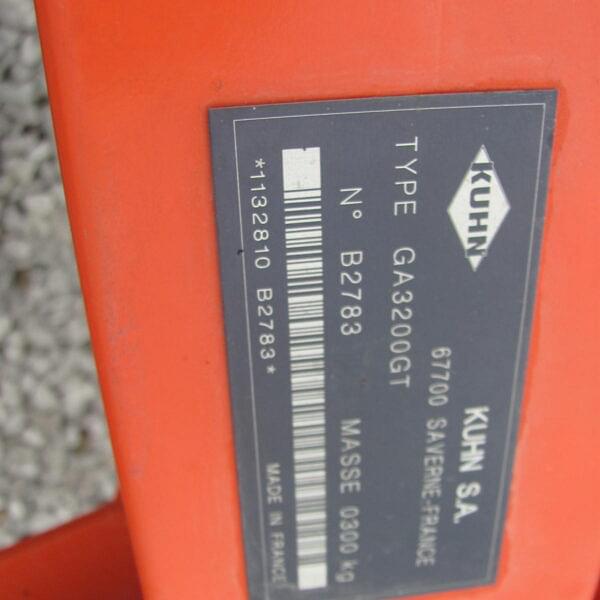 KUHN
KUHN S.A.
67700 SAVERNE-FRANCE
TYPE GA3200GT
N° B2783 MASSE 0300 kg
*1132810 B2783*
MADE IN FRANCE